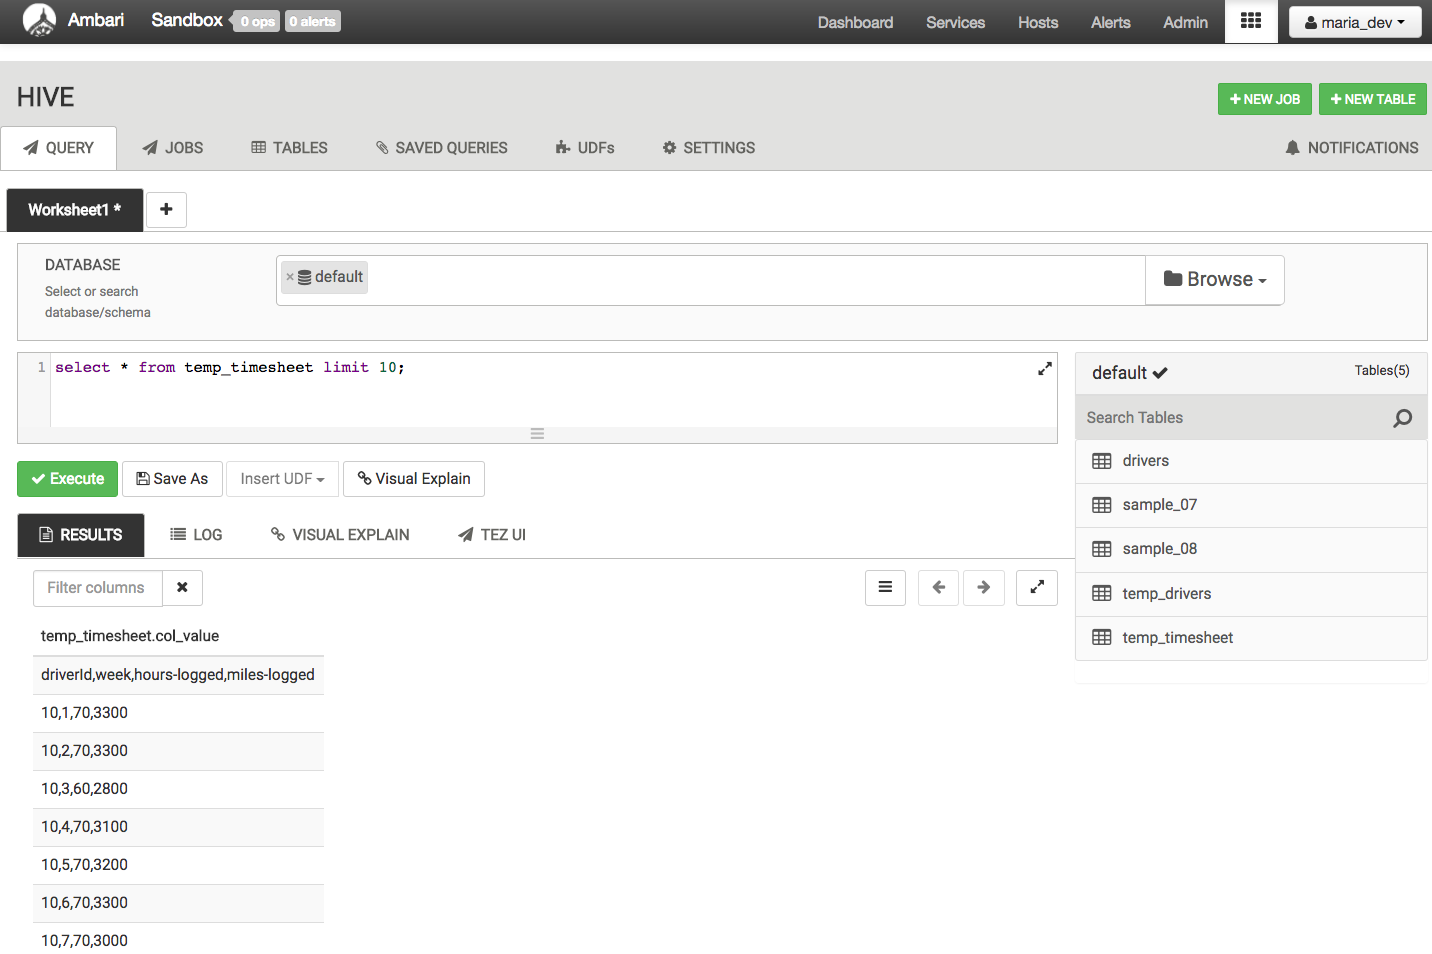 Ambari Sandbox 0 ops 0 alerts Dashboard Services Hosts Alerts Admin maria_dev
HIVE
NEW JOB NEW TABLE
QUERY JOBS TABLES SAVED QUERIES UDFs SETTINGS NOTIFICATIONS
Worksheet1 * +
DATABASE
Select or search
database/schema
× default Browse
1 select * from temp_timesheet limit 10;
default Tables(5)
Search Tables
drivers
sample_07
sample_08
temp_drivers
temp_timesheet
Execute Save As Insert UDF Visual Explain
RESULTS LOG VISUAL EXPLAIN TEZ UI
Filter columns
temp_timesheet.col_value
driverId,week,hours-logged,miles-logged
10,1,70,3300
10,2,70,3300
10,3,60,2800
10,4,70,3100
10,5,70,3200
10,6,70,3300
10,7,70,3000